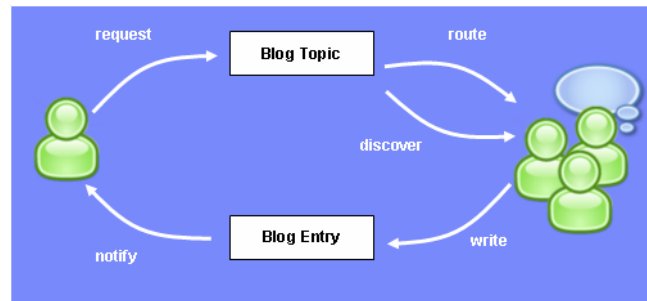 request
Blog Topic
route
discover
Blog Entry
notify
write